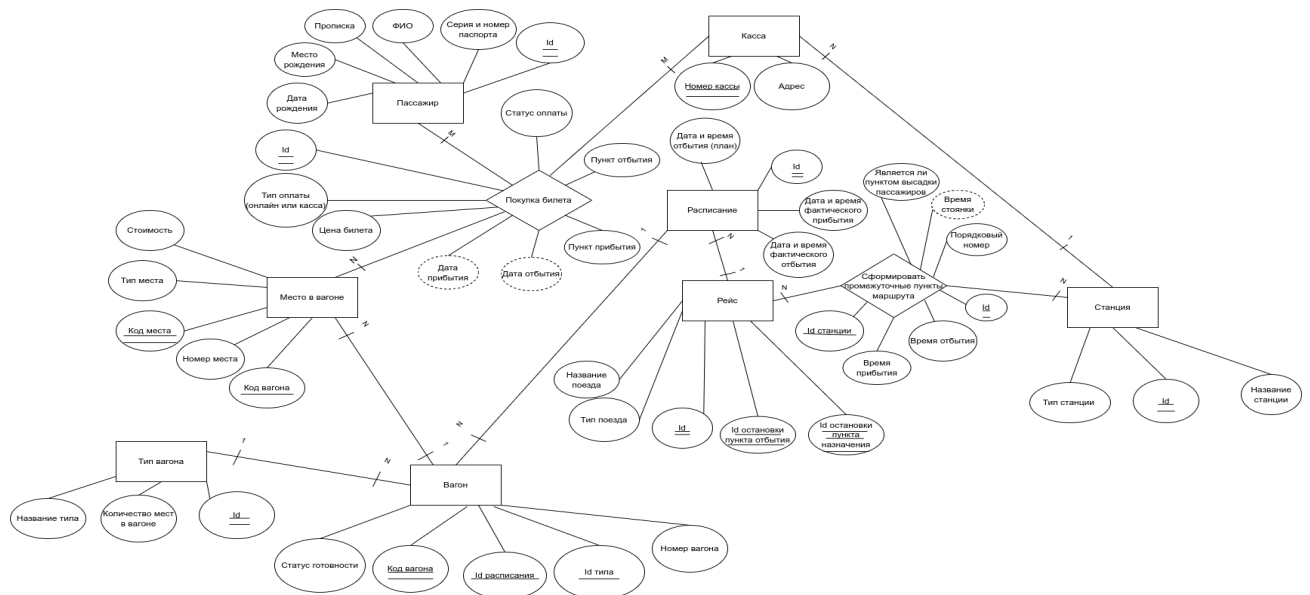 Прописка
ФИО
Серия и номер
паспорта
Id
Место
рождения
Дата
рождения
Пассажир
M
Касса
N
M
Номер кассы
Адрес
Статус оплаты
Id
Пункт отбытия
Тип оплаты
(онлайн или касса)
Покупка билета
Цена билета
Пункт прибытия
Дата
прибытия
Дата отбытия
N
Дата и время
отбытия (план)
Id
Расписание
Дата и время
фактического
прибытия
Дата и время
фактического
отбытия
1
N
1
Является ли
пунктом высадки
пассажиров
Время
стоянки
Порядковый
номер
1
Стоимость
Тип места
Место в вагоне
Код места
Номер места
Код вагона
N
Рейс
N
Сформировать
промежуточные пункты
маршрута
N
Станция
Id
Id станции
Время отбытия
Время
прибытия
Название
поезда
Тип поезда
Id
Id остановки
пункта отбытия
Id остановки
пункта
назначения
Тип станции
Id
Название
станции
1
N
1
N
Тип вагона
Вагон
Название типа
Количество мест
в вагоне
Id
Статус готовности
Код вагона
Id расписания
Id типа
Номер вагона